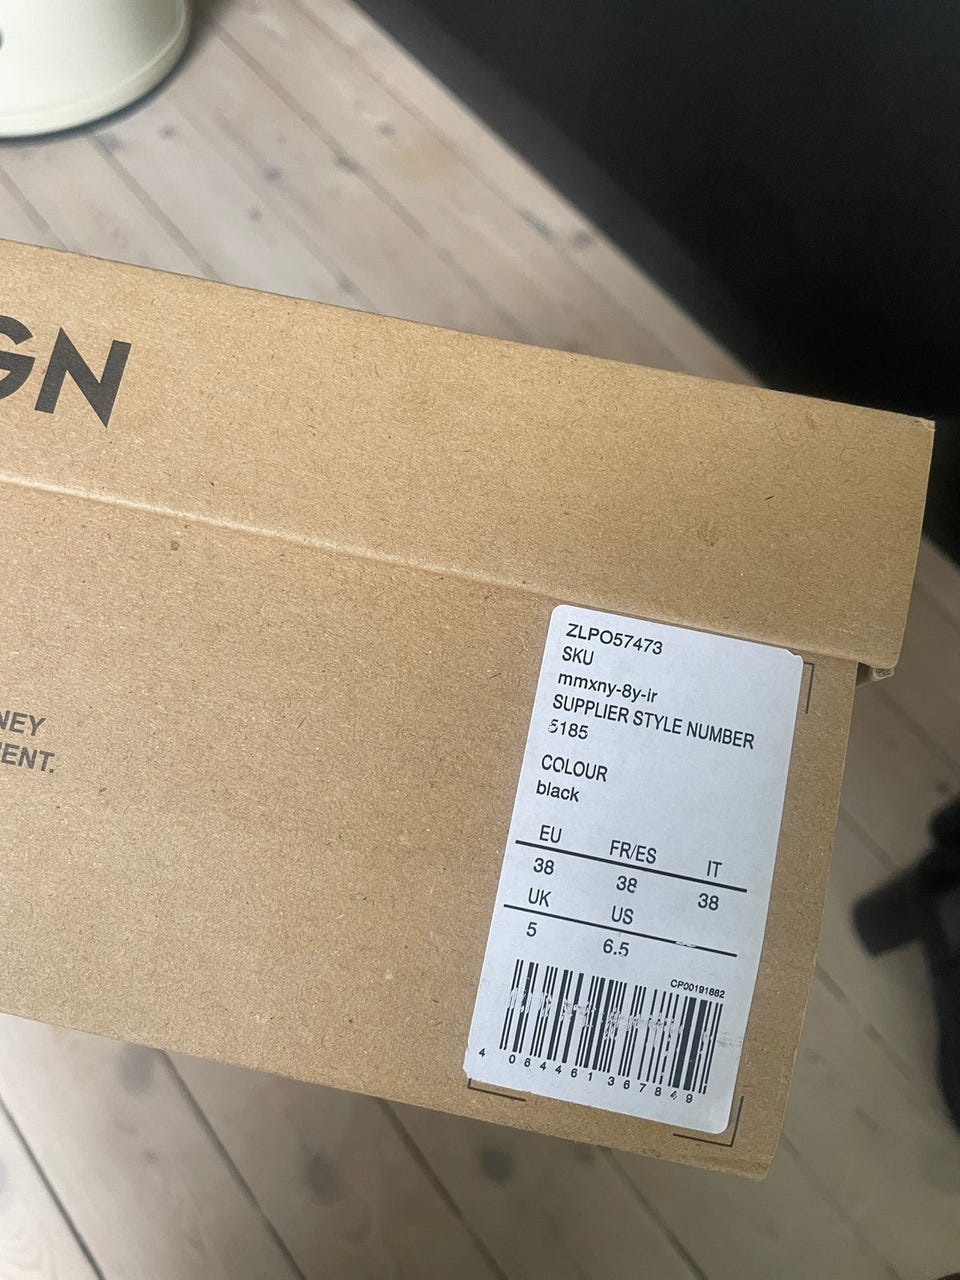 GN
NEY
ENT.
ZLPO57473
SKU
mmxny-8y-ir
SUPPLIER STYLE NUMBER
5185
COLOUR
black
EU FR/ES IT
38 38 38
UK US
5 6.5
CP00191882
4 064461 367849